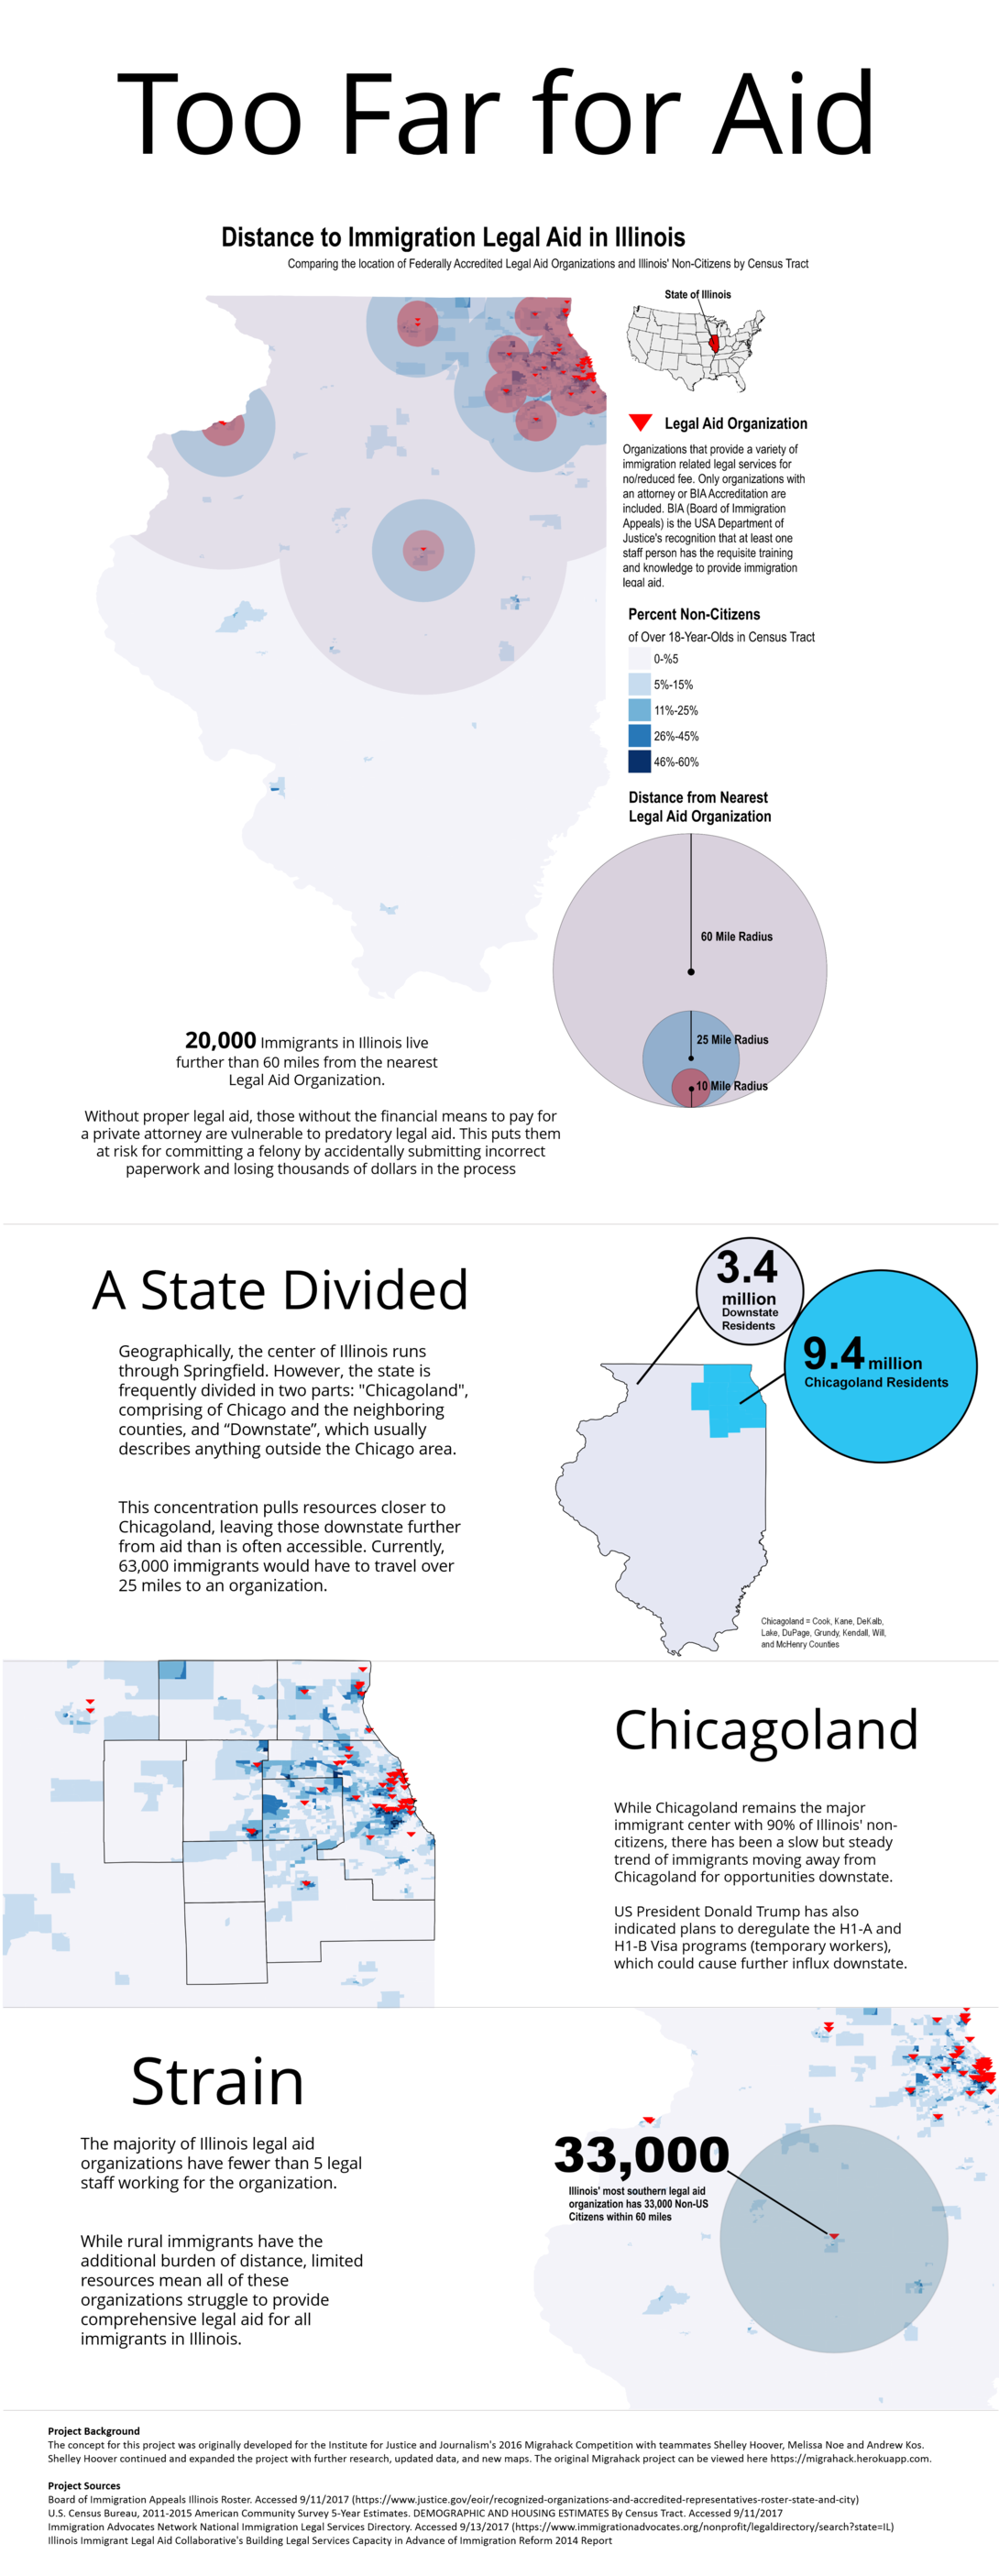 Too Far for Aid
Distance to Immigration Legal Aid in Illinois
Comparing the location of Federally Accredited Legal Aid Organizations and Illinois' Non-Citizens by Census Tract
State of Illinois
Legal Aid Organization
Organizations that provide a variety of
immigration related legal services for
no/reduced fee. Only organizations with
an attorney or BIA Accreditation are
included. BIA (Board of Immigration
Appeals) is the USA Department of
Justice's recognition that at least one
staff person has the requisite training
and knowledge to provide immigration
legal aid.
Percent Non-Citizens
of Over 18-Year-Olds in Census Tract
0-%5
5%-15%
11%-25%
26%-45%
46%-60%
Distance from Nearest
Legal Aid Organization
60 Mile Radius
25 Mile Radius
10 Mile Radius
20,000 Immigrants in Illinois live
further than 60 miles from the nearest
Legal Aid Organization.
Without proper legal aid, those without the financial means to pay for
a private attorney are vulnerable to predatory legal aid. This puts them
at risk for committing a felony by accidentally submitting incorrect
paperwork and losing thousands of dollars in the process
A State Divided
Geographically, the center of Illinois runs
through Springfield. However, the state is
frequently divided in two parts: "Chicagoland",
comprising of Chicago and the neighboring
counties, and “Downstate”, which usually
describes anything outside the Chicago area.
This concentration pulls resources closer to
Chicagoland, leaving those downstate further
from aid than is often accessible. Currently,
63,000 immigrants would have to travel over
25 miles to an organization.
3.4
million
Downstate
Residents
9.4 million
Chicagoland Residents
Chicagoland = Cook, Kane, DeKalb,
Lake, DuPage, Grundy, Kendall, Will,
and McHenry Counties
Chicagoland
While Chicagoland remains the major
immigrant center with 90% of Illinois' non-
citizens, there has been a slow but steady
trend of immigrants moving away from
Chicagoland for opportunities downstate.
US President Donald Trump has also
indicated plans to deregulate the H1-A and
H1-B Visa programs (temporary workers),
which could cause further influx downstate.
Strain
The majority of Illinois legal aid
organizations have fewer than 5 legal
staff working for the organization.
While rural immigrants have the
additional burden of distance, limited
resources mean all of these
organizations struggle to provide
comprehensive legal aid for all
immigrants in Illinois.
33,000
Illinois' most southern legal aid
organization has 33,000 Non-US
Citizens within 60 miles
Project Background
The concept for this project was originally developed for the Institute for Justice and Journalism's 2016 Migrahack Competition with teammates Shelley Hoover, Melissa Noe and Andrew Kos.
Shelley Hoover continued and expanded the project with further research, updated data, and new maps. The original Migrahack project can be viewed here https://migrahack.herokuapp.com.
Project Sources
Board of Immigration Appeals Illinois Roster. Accessed 9/11/2017 (https://www.justice.gov/eoir/recognized-organizations-and-accredited-representatives-roster-state-and-city)
U.S. Census Bureau, 2011-2015 American Community Survey 5-Year Estimates. DEMOGRAPHIC AND HOUSING ESTIMATES By Census Tract. Accessed 9/11/2017
Immigration Advocates Network National Immigration Legal Services Directory. Accessed 9/13/2017 (https://www.immigrationadvocates.org/nonprofit/legaldirectory/search?state=IL)
Illinois Immigrant Legal Aid Collaborative's Building Legal Services Capacity in Advance of Immigration Reform 2014 Report